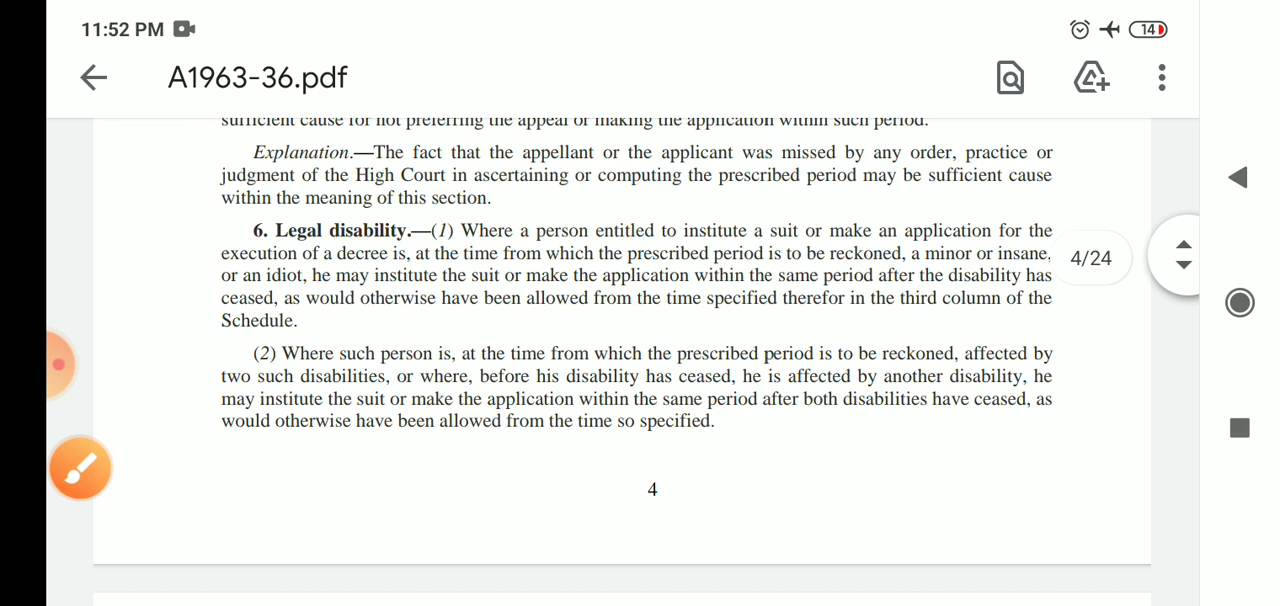 11:52 PM
14
A1963-36.pdf
sufficient cause for not preferring the appeal or making the application within such period.
Explanation.—The fact that the appellant or the applicant was missed by any order, practice or
judgment of the High Court in ascertaining or computing the prescribed period may be sufficient cause
within the meaning of this section.
6. Legal disability.—(1) Where a person entitled to institute a suit or make an application for the
execution of a decree is, at the time from which the prescribed period is to be reckoned, a minor or insane,
or an idiot, he may institute the suit or make the application within the same period after the disability has
ceased, as would otherwise have been allowed from the time specified therefor in the third column of the
Schedule.
4/24
(2) Where such person is, at the time from which the prescribed period is to be reckoned, affected by
two such disabilities, or where, before his disability has ceased, he is affected by another disability, he
may institute the suit or make the application within the same period after both disabilities have ceased, as
would otherwise have been allowed from the time so specified.
4